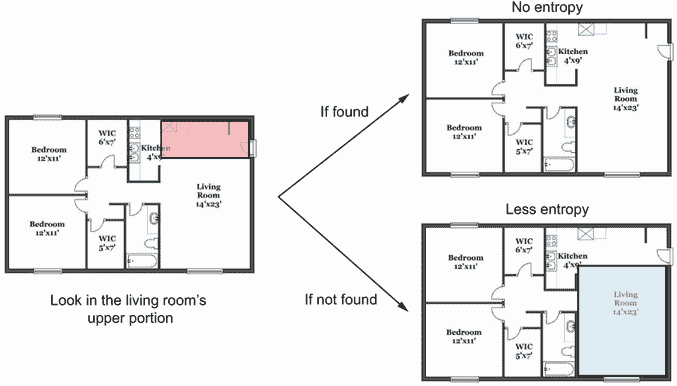 No entropy
Bedroom
12'x11'
WIC
6'x7'
Kitchen
4'x9'
Living
Room
14'x23'
Bedroom
12'x11'
WIC
5'x7'
If found
Bedroom
12'x11'
WIC
6'x7'
Kitchen
4'x9
Living
Room
14'x23'
Bedroom
12'x11'
WIC
5'x7'
Look in the living room's
upper portion
If not found
Less entropy
Bedroom
12'x11'
WIC
6'x7'
Kitchen
4'x9'
Living
Room
14'x23'
Bedroom
12'x11'
WIC
5'x7'